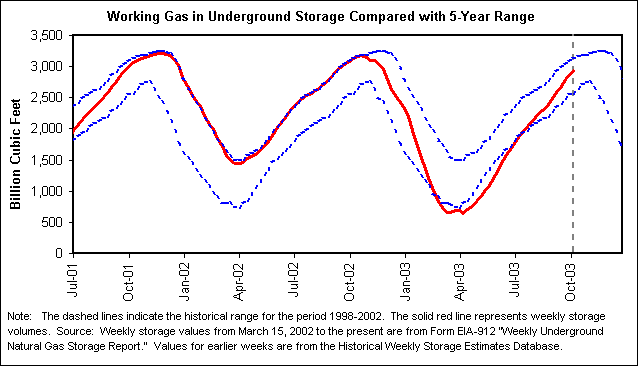 Working Gas in Underground Storage Compared with 5-Year Range
Billion Cubic Feet
3,500
3,000
2,500
2,000
1,500
1,000
500
0
Jul-01
Oct-01
Jan-02
Apr-02
Jul-02
Oct-02
Jan-03
Apr-03
Jul-03
Oct-03
Note: The dashed lines indicate the historical range for the period 1998-2002. The solid red line represents weekly storage
volumes. Source: Weekly storage values from March 15, 2002 to the present are from Form EIA-912 "Weekly Underground
Natural Gas Storage Report." Values for earlier weeks are from the Historical Weekly Storage Estimates Database.